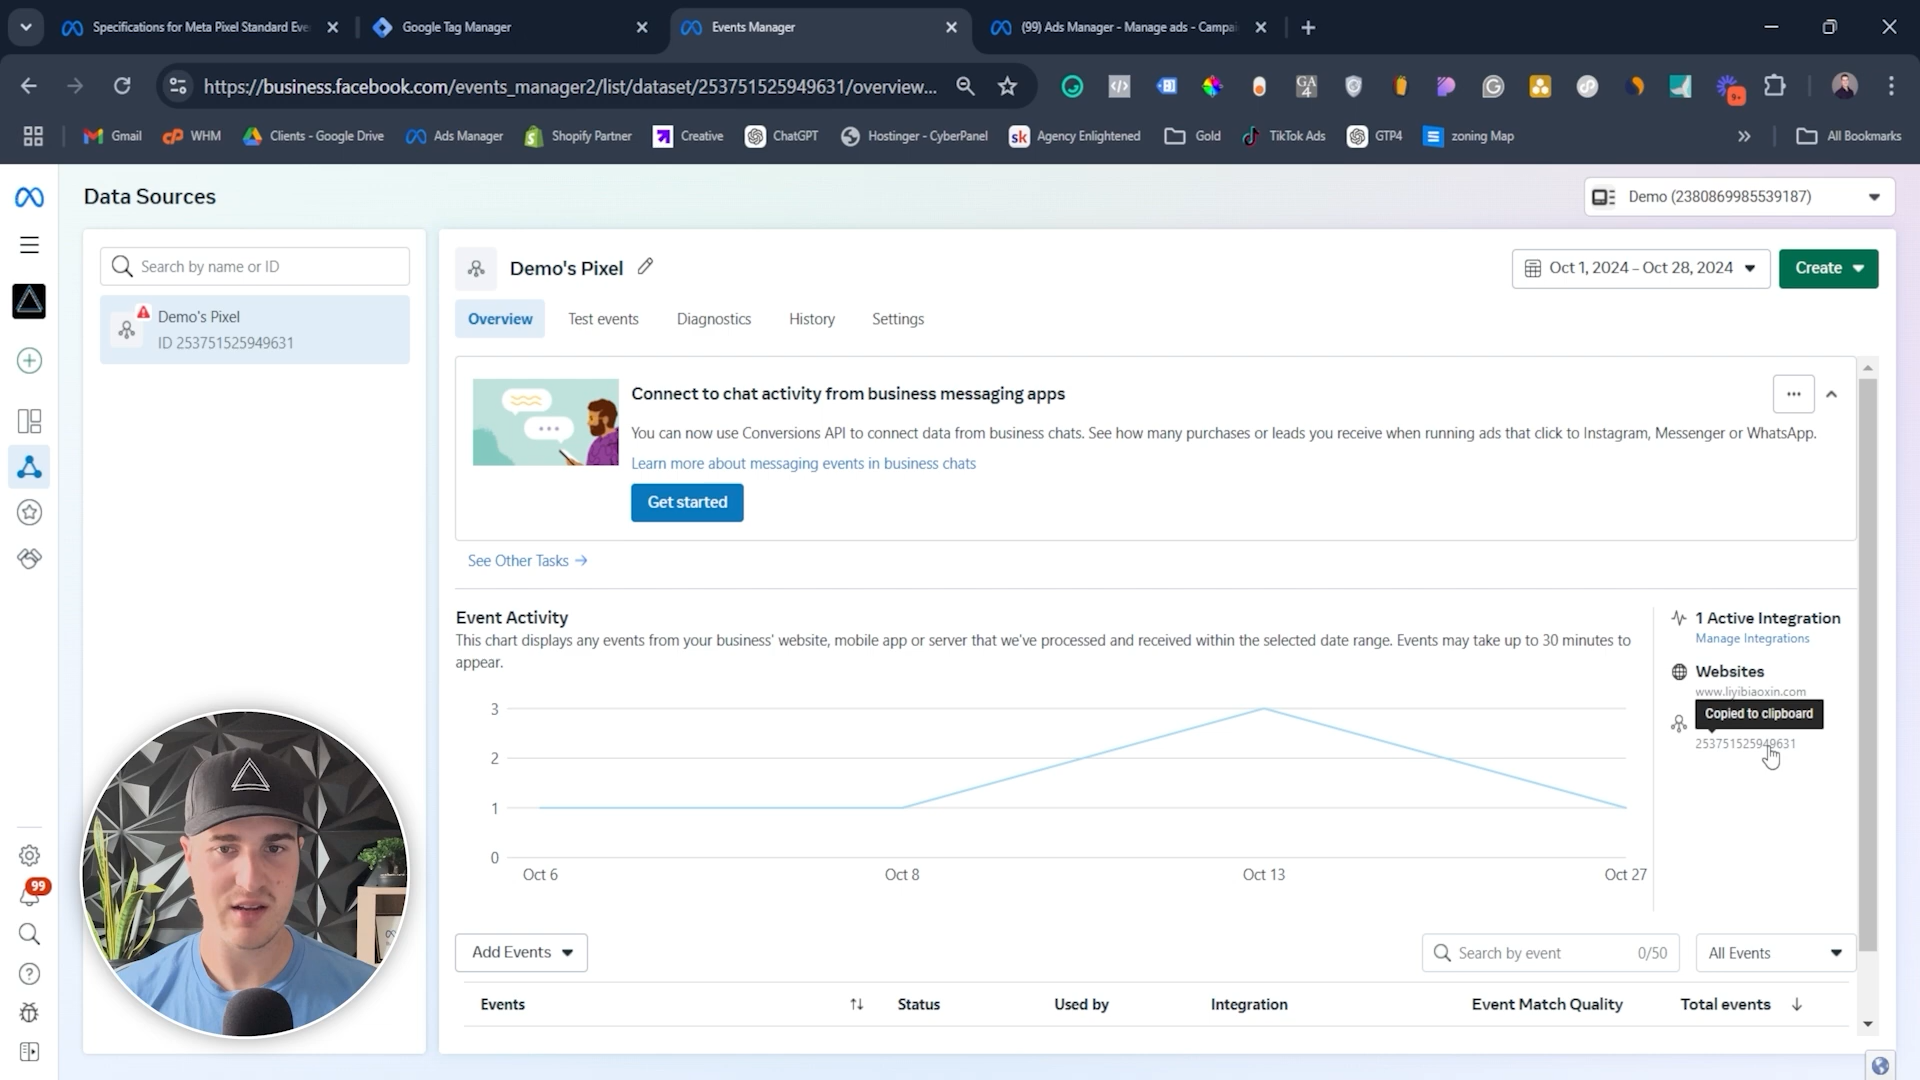 Specifications for Meta Pixel Standard Eve
Google Tag Manager
Events Manager
(99) Ads Manager - Manage ads - Campai
https://business.facebook.com/events_manager2/list/dataset/253751525949631/overview...
GA
4
9+
Gmail
WHM
Clients - Google Drive
Ads Manager
Shopify Partner
Creative
ChatGPT
Hostinger - CyberPanel
sk
Agency Enlightened
Gold
TikTok Ads
GTP4
zoning Map
All Bookmarks
Data Sources
Demo (2380869985539187)
Search by name or ID
Demo's Pixel
ID 253751525949631
Demo's Pixel
Oct 1, 2024 – Oct 28, 2024
Create
Overview
Test events
Diagnostics
History
Settings
Connect to chat activity from business messaging apps
You can now use Conversions API to connect data from business chats. See how many purchases or leads you receive when running ads that click to Instagram, Messenger or WhatsApp.
Learn more about messaging events in business chats
Get started
See Other Tasks
Event Activity
This chart displays any events from your business' website, mobile app or server that we've processed and received within the selected date range. Events may take up to 30 minutes to
appear.
1 Active Integration
Manage Integrations
Websites
www.liyibiaoxin.com
Copied to clipboard
253751525949631
3
2
1
0
Oct 6
Oct 8
Oct 13
Oct 27
99
Add Events
Search by event
0/50
All Events
Events
Status
Used by
Integration
Event Match Quality
Total events